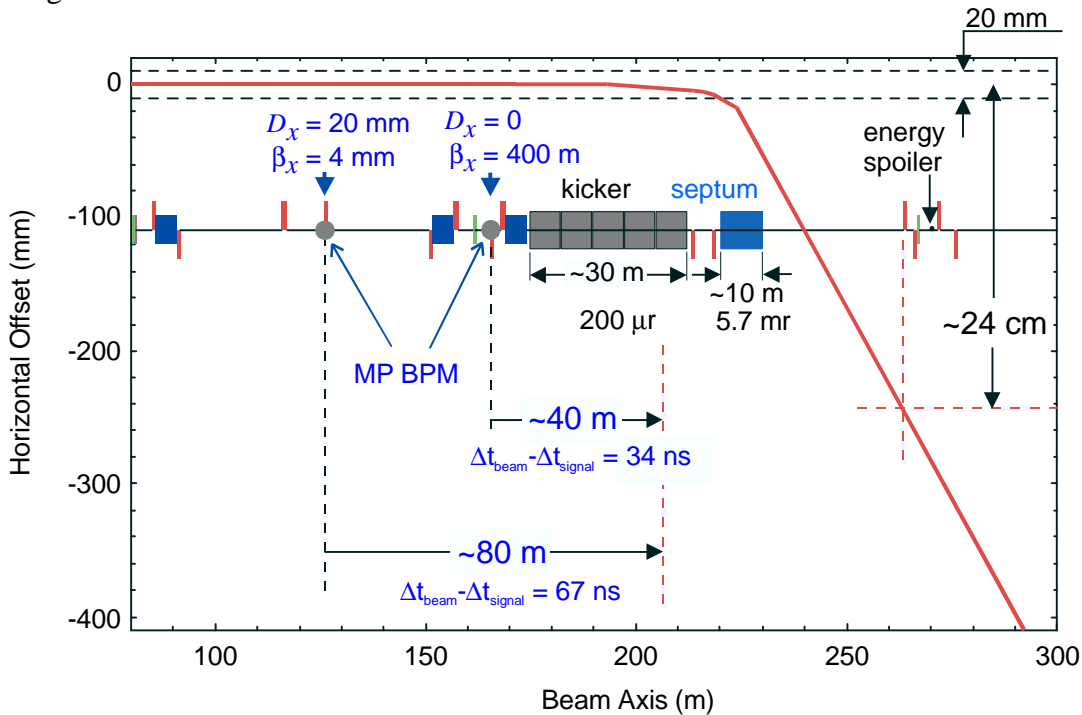 20 mm
0
-100
-200
-300
-400
Horizontal Offset (mm)
D_x = 20 mm
β_x = 4 mm
D_x = 0
β_x = 400 m
energy
spoiler
kicker
septum
~30 m
~10 m
200 μr
5.7 mr
~24 cm
MP BPM
~40 m
Δt_beam-Δt_signal = 34 ns
~80 m
Δt_beam-Δt_signal = 67 ns
100
150
200
250
300
Beam Axis (m)